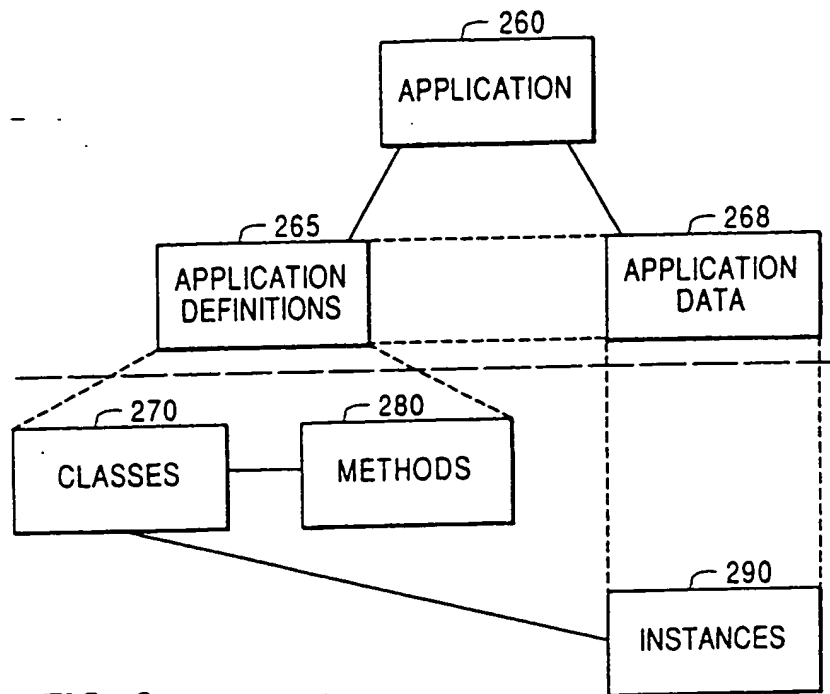 260
APPLICATION
265
APPLICATION
DEFINITIONS
268
APPLICATION
DATA
270
CLASSES
280
METHODS
290
INSTANCES